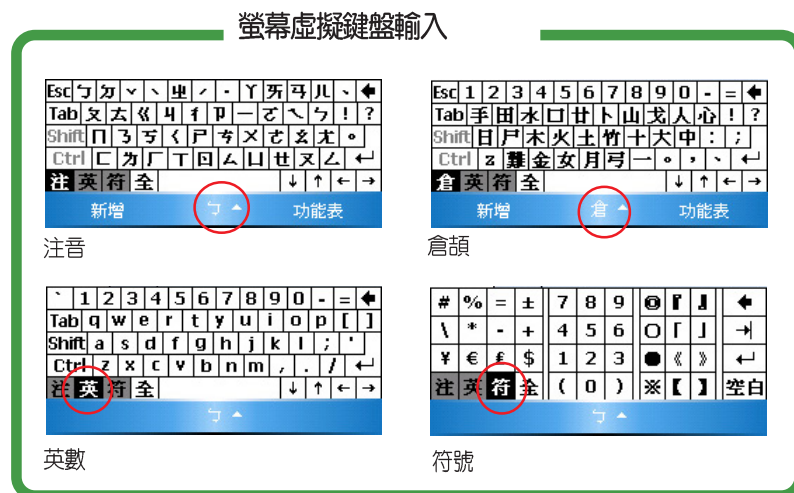 螢幕虛擬鍵盤輸入
Esc ㄅ ㄉ ˇ ˋ ㄓ ˊ ˙ ㄚ ㄞ ㄢ ㄦ 、 🡄
Tab ㄆ ㄊ ㄍ ㄐ ㄔ ㄗ ㄧ ㄛ ㄟ ㄣ ! ?
Shift ㄇ ㄋ ㄎ ㄑ ㄕ ㄘ ㄨ ㄜ ㄠ ㄤ 。
Ctrl ㄈ ㄌ ㄏ ㄒ ㄖ ㄙ ㄩ ㄝ ㄡ ㄥ ↵
注 英 符 全 ↓ ↑ ← →
新增 ㄅ 功能表
注音
Esc 1 2 3 4 5 6 7 8 9 0 - = 🡄
Tab 手 田 水 口 廿 卜 山 戈 人 心 ! ?
Shift 日 尸 木 火 土 竹 十 大 中 : ;
Ctrl z 難 金 女 月 弓 一 。 , 、 ↵
倉 英 符 全 ↓ ↑ ← →
新增 倉 功能表
倉頡
` 1 2 3 4 5 6 7 8 9 0 - = 🡄
Tab q w e r t y u i o p [ ]
Shift a s d f g h j k l ; '
Ctrl z x c v b n m , . / ↵
注 英 符 全 ↓ ↑ ← →
ㄅ
英數
# % = ± 7 8 9 ◎ 『 』 🡄
\ * - + 4 5 6 ○ 「 」 →|
¥ € £ $ 1 2 3 ● 《 》 ↵
注 英 符 全 ( 0 ) ※ 【 】 空白
ㄅ
符號